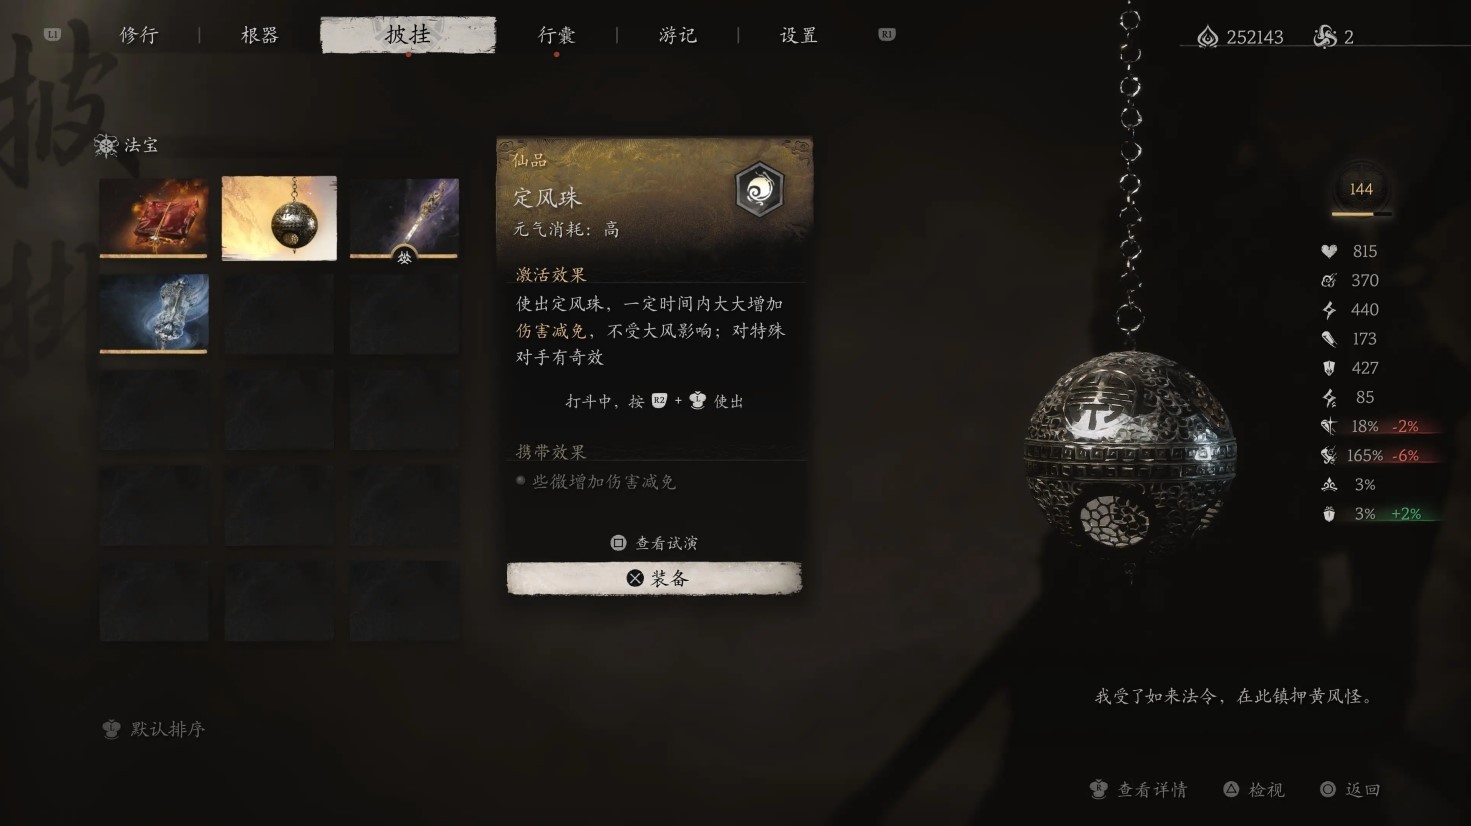 L1 修行 | 根器 披挂 行囊 | 游记 | 设置 R1
252143 2
披挂
法宝
仙品
定风珠
元气消耗：高
激活效果
使出定风珠，一定时间内大大增加
伤害减免，不受大风影响；对特殊
对手有奇效
打斗中，按 R2 + L 使出
携带效果
些微增加伤害减免
查看试演
装备
144
815
370
440
173
427
85
18% -2%
165% -6%
3%
3% +2%
我受了如来法令，在此镇押黄风怪。
默认排序
R 查看详情 检视 返回